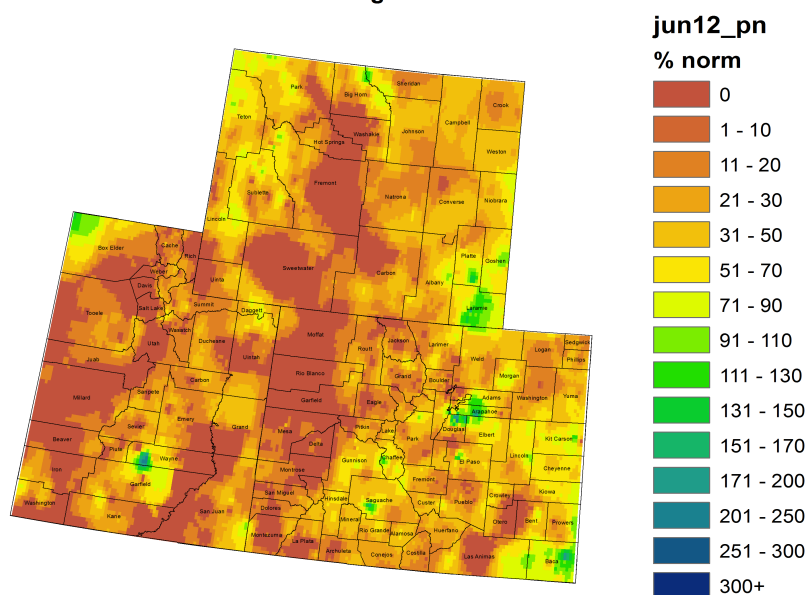 jun12_pn
% norm
0
1 - 10
11 - 20
21 - 30
31 - 50
51 - 70
71 - 90
91 - 110
111 - 130
131 - 150
151 - 170
171 - 200
201 - 250
251 - 300
300+
Park
Big Horn
Sheridan
Crook
Campbell
Teton
Johnson
Washakie
Hot Springs
Weston
Fremont
Sublette
Natrona
Converse
Niobrara
Lincoln
Box Elder
Cache
Rich
Platte
Goshen
Weber
Sweetwater
Carbon
Uinta
Albany
Davis
Laramie
Salt Lake
Summit
Daggett
Tooele
Wasatch
Moffat
Jackson
Larimer
Sedgwick
Utah
Duchesne
Uintah
Routt
Weld
Logan
Phillips
Juab
Rio Blanco
Grand
Boulder
Morgan
Carbon
Millard
Sanpete
Garfield
Eagle
Adams
Washington
Yuma
Arapahoe
Emery
Grand
Sevier
Mesa
Pitkin
Lake
Park
Douglas
Elbert
Kit Carson
Beaver
Piute
Wayne
Delta
Gunnison
Chaffee
El Paso
Lincoln
Cheyenne
Iron
Montrose
Fremont
Garfield
San Miguel
Hinsdale
Saguache
Custer
Pueblo
Crowley
Kiowa
Washington
Kane
San Juan
Dolores
Mineral
Rio Grande
Alamosa
Huerfano
Otero
Bent
Prowers
Montezuma
La Plata
Archuleta
Conejos
Costilla
Las Animas
Baca